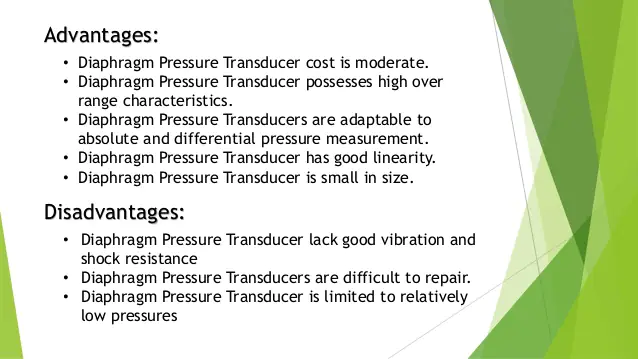 Advantages:
• Diaphragm Pressure Transducer cost is moderate.
• Diaphragm Pressure Transducer possesses high over
range characteristics.
• Diaphragm Pressure Transducers are adaptable to
absolute and differential pressure measurement.
• Diaphragm Pressure Transducer has good linearity.
• Diaphragm Pressure Transducer is small in size.
Disadvantages:
• Diaphragm Pressure Transducer lack good vibration and
shock resistance
• Diaphragm Pressure Transducers are difficult to repair.
• Diaphragm Pressure Transducer is limited to relatively
low pressures